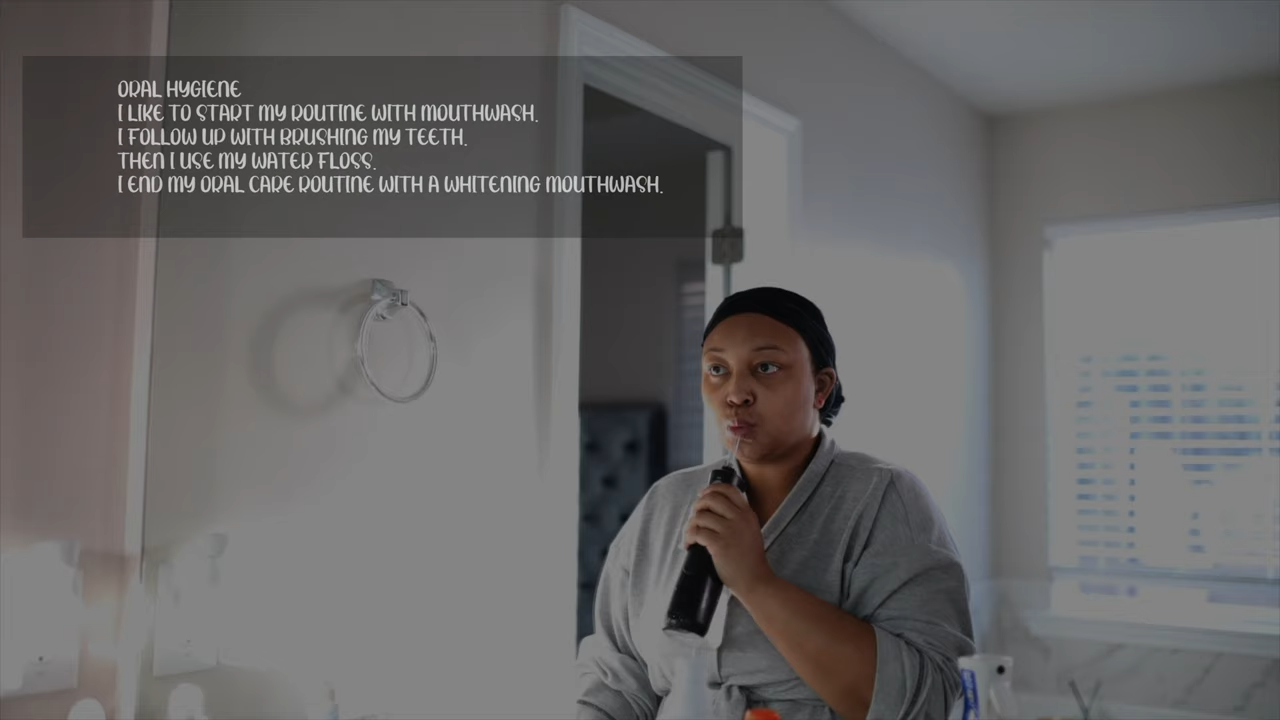 ORAL HYGIENE
I LIKE TO START MY ROUTINE WITH MOUTHWASH.
I FOLLOW UP WITH BRUSHING MY TEETH.
THEN I USE MY WATER FLOSS.
I END MY ORAL CARE ROUTINE WITH A WHITENING MOUTHWASH.